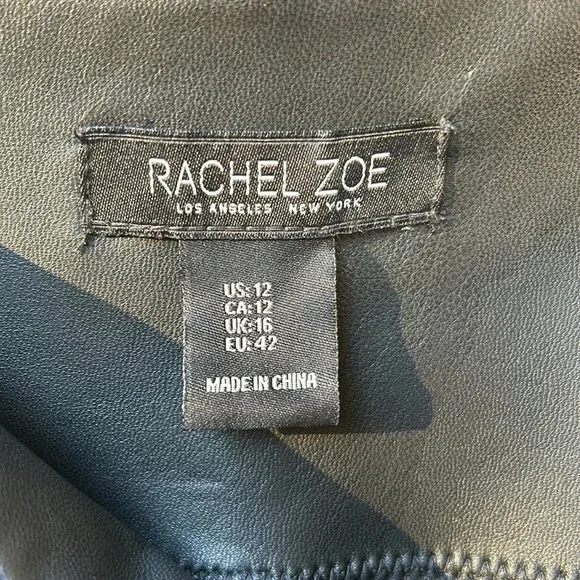 RACHEL ZOE
LOS ANGELES NEW YORK
US: 12
CA: 12
UK: 16
EU: 42
MADE IN CHINA